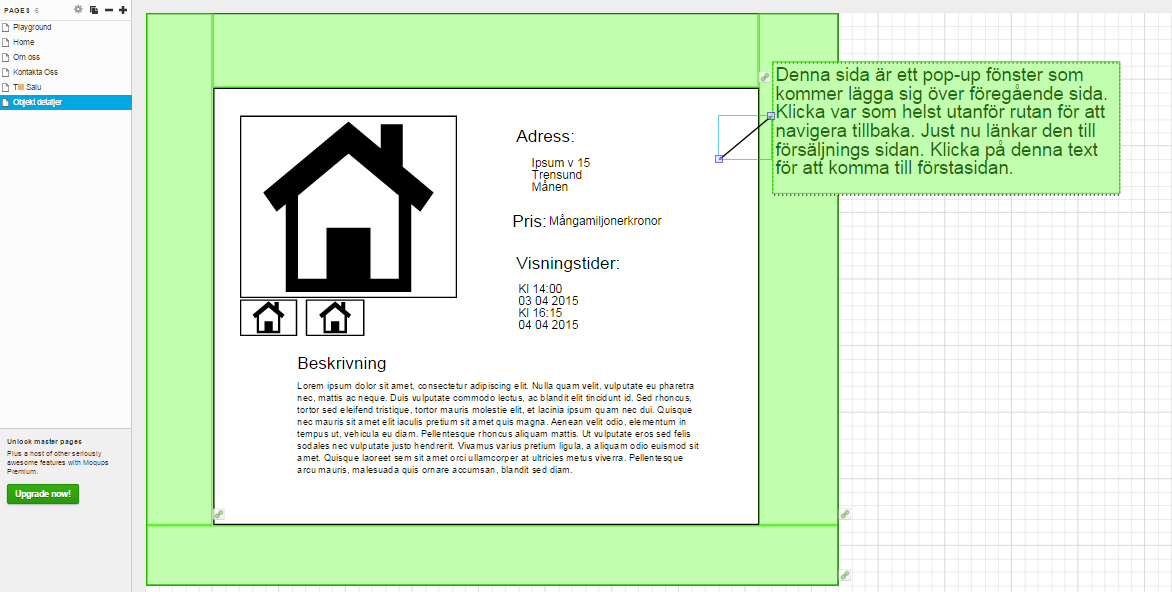 PAGES 6
Playground
Home
Om oss
Kontakta Oss
Till Salu
Objekt detaljer
Unlock master pages
Plus a host of other seriously
awesome features with Moqups
Premium.
Upgrade now!
Denna sida är ett pop-up fönster som
kommer lägga sig över föregående sida.
Klicka var som helst utanför rutan för att
navigera tillbaka. Just nu länkar den till
försäljnings sidan. Klicka på denna text
för att komma till förstasidan.
Adress:
Ipsum v 15
Trensund
Månen
Pris: Mångamiljonerkronor
Visningstider:
Kl 14:00
03 04 2015
Kl 16:15
04 04 2015
Beskrivning
Lorem ipsum dolor sit amet, consectetur adipiscing elit. Nulla quam velit, vulputate eu pharetra
nec, mattis ac neque. Duis vulputate commodo lectus, ac blandit elit tincidunt id. Sed rhoncus,
tortor sed eleifend tristique, tortor mauris molestie elit, et lacinia ipsum quam nec dui. Quisque
nec mauris sit amet elit iaculis pretium sit amet quis magna. Aenean velit odio, elementum in
tempus ut, vehicula eu diam. Pellentesque rhoncus aliquam mattis. Ut vulputate eros sed felis
sodales nec vulputate justo hendrerit. Vivamus varius pretium ligula, a aliquam odio euismod sit
amet. Quisque laoreet sem sit amet orci ullamcorper at ultricies metus viverra. Pellentesque
arcu mauris, malesuada quis ornare accumsan, blandit sed diam.